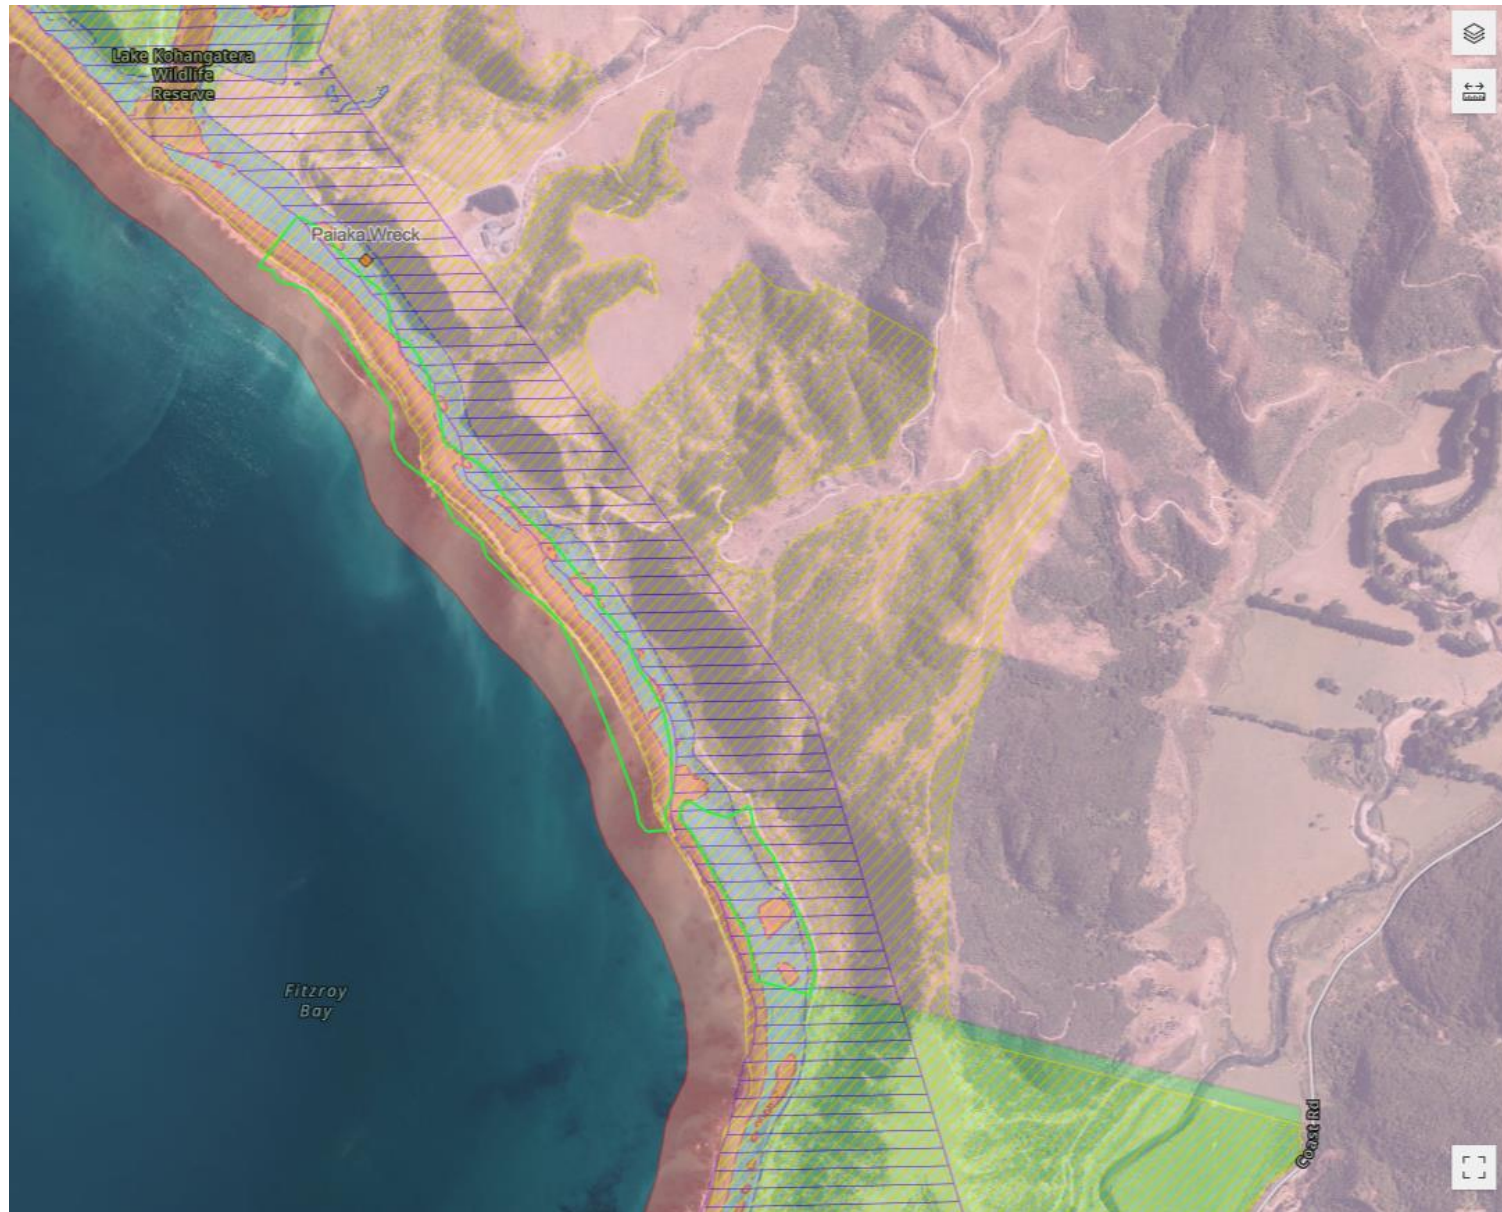 Lake Kohangatera
Wildlife
Reserve
Paiaka Wreck
Fitzroy
Bay
Coast Rd